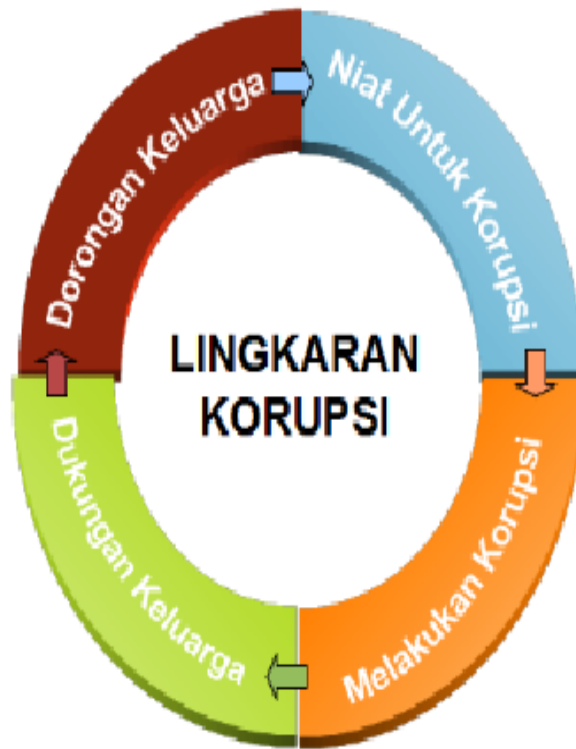 Dorongan Keluarga
Niat Untuk Korupsi
LINGKARAN
KORUPSI
Dukungan Keluarga
Melakukan Korupsi